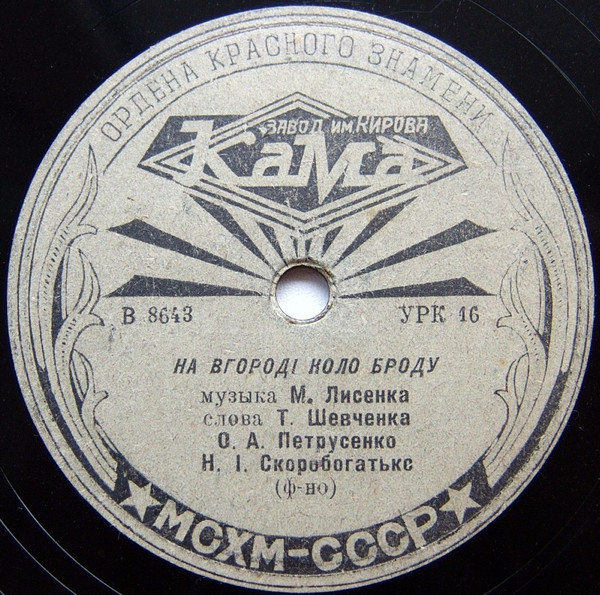 ОРДЕНА КРАСНОГО ЗНАМЕНИ
ЗАВОД ИМ. КИРОВА
КаМа
В 8643
УРК 16
НА ВГОРОДІ КОЛО БРОДУ
музыка М. Лисенка
слова Т. Шевченка
О. А. Петрусенко
Н. І. Скоробогатькс
(ф-но)
★МСХМ-СССР★